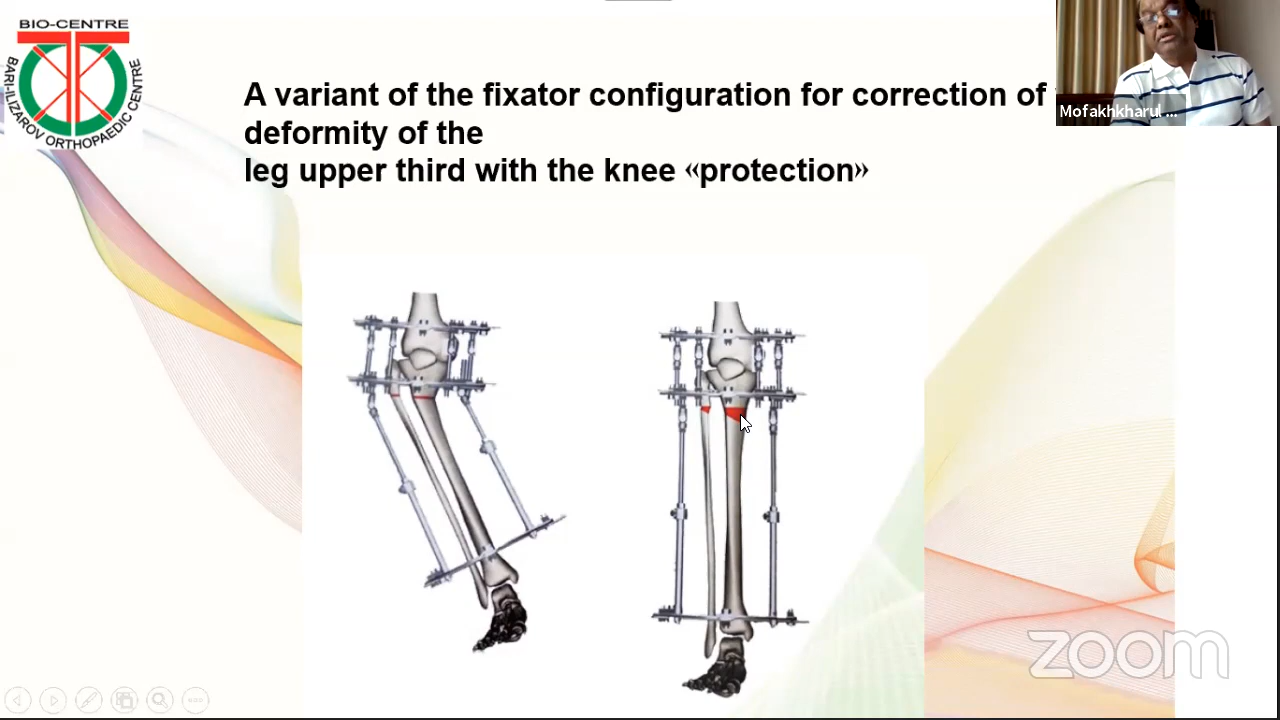 BIO-CENTRE
BARI-ILIZAROV ORTHOPAEDIC CENTRE
A variant of the fixator configuration for correction of
deformity of the
leg upper third with the knee «protection»
Mofakhkharul ...
zoom